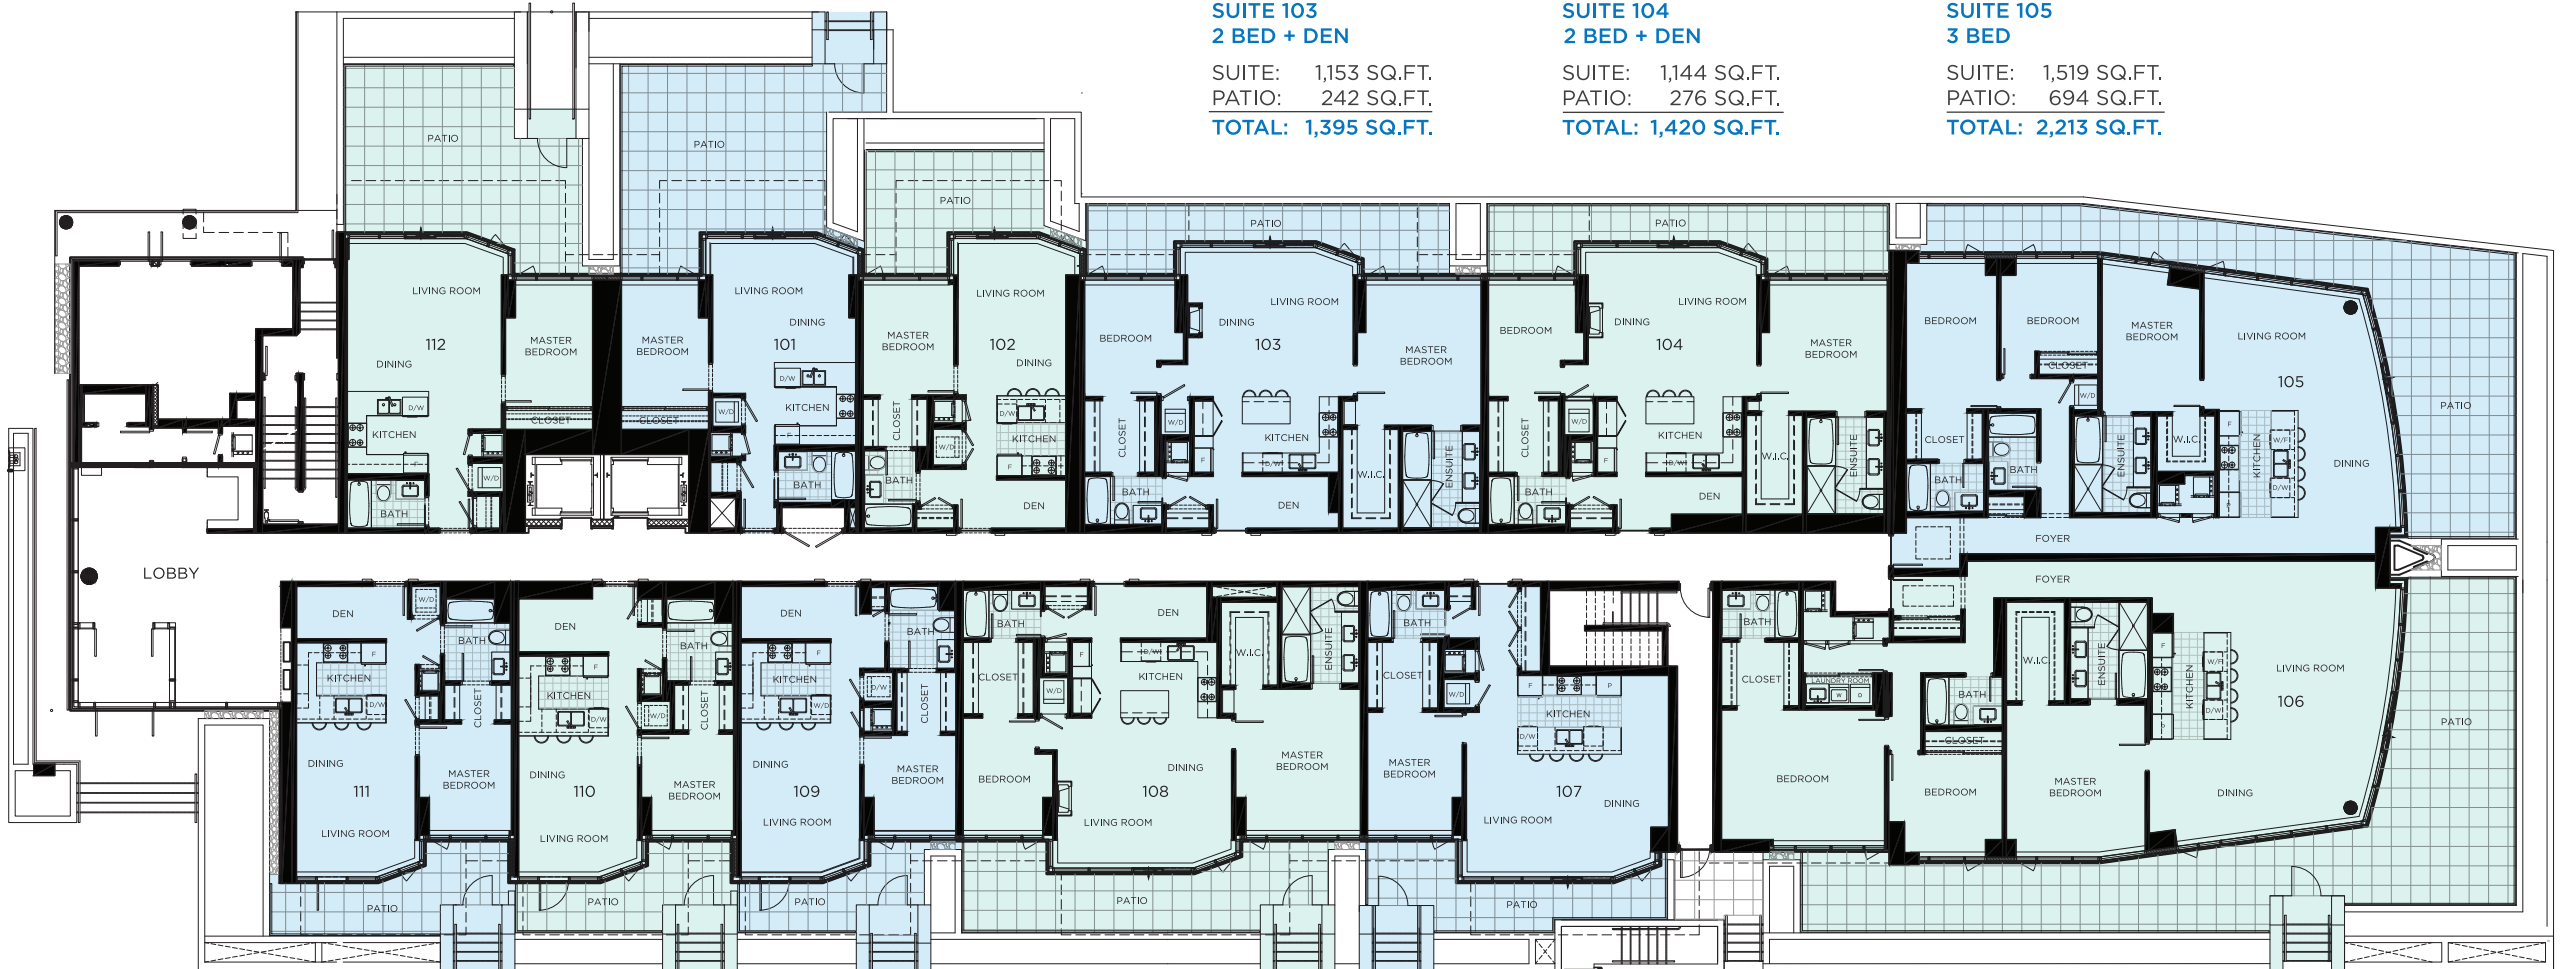 SUITE 103
2 BED + DEN
SUITE: 1,153 SQ.FT.
PATIO: 242 SQ.FT.
TOTAL: 1,395 SQ.FT.
SUITE 104
2 BED + DEN
SUITE: 1,144 SQ.FT.
PATIO: 276 SQ.FT.
TOTAL: 1,420 SQ.FT.
SUITE 105
3 BED
SUITE: 1,519 SQ.FT.
PATIO: 694 SQ.FT.
TOTAL: 2,213 SQ.FT.
PATIO
LIVING ROOM
112
DINING
MASTER
BEDROOM
CLOSET
D/W
KITCHEN
F
W/D
BATH
PATIO
LIVING ROOM
DINING
101
MASTER
BEDROOM
CLOSET
D/W
W/D
KITCHEN
F
BATH
PATIO
LIVING ROOM
MASTER
BEDROOM
102
DINING
CLOSET
D/W
KITCHEN
W/D
F
BATH
DEN
PATIO
LIVING ROOM
DINING
BEDROOM
103
MASTER
BEDROOM
CLOSET
W/D
KITCHEN
F
D/W
W.I.C.
ENSUITE
BATH
DEN
PATIO
LIVING ROOM
DINING
BEDROOM
104
MASTER
BEDROOM
CLOSET
W/D
KITCHEN
F
D/W
W.I.C.
ENSUITE
BATH
DEN
BEDROOM
BEDROOM
MASTER
BEDROOM
LIVING ROOM
CLOSET
105
W/D
PATIO
CLOSET
W.I.C.
F
W/F
KITCHEN
D/W
ENSUITE
BATH
BATH
DINING
FOYER
LOBBY
DEN
W/D
BATH
F
KITCHEN
D/W
CLOSET
DINING
MASTER
BEDROOM
111
LIVING ROOM
PATIO
DEN
BATH
F
KITCHEN
D/W
W/D
CLOSET
DINING
MASTER
BEDROOM
110
LIVING ROOM
PATIO
DEN
BATH
F
KITCHEN
D/W
W/D
CLOSET
DINING
MASTER
BEDROOM
109
LIVING ROOM
PATIO
DEN
BATH
F
D/W
KITCHEN
W.I.C.
ENSUITE
CLOSET
W/D
DINING
MASTER
BEDROOM
BEDROOM
108
LIVING ROOM
PATIO
BATH
CLOSET
W/D
F
P
KITCHEN
D/W
MASTER
BEDROOM
107
DINING
LIVING ROOM
PATIO
FOYER
BATH
CLOSET
LAUNDRY ROOM
W
D
BATH
CLOSET
W.I.C.
ENSUITE
F
W/F
KITCHEN
D/W
LIVING ROOM
106
PATIO
BEDROOM
BEDROOM
MASTER
BEDROOM
DINING